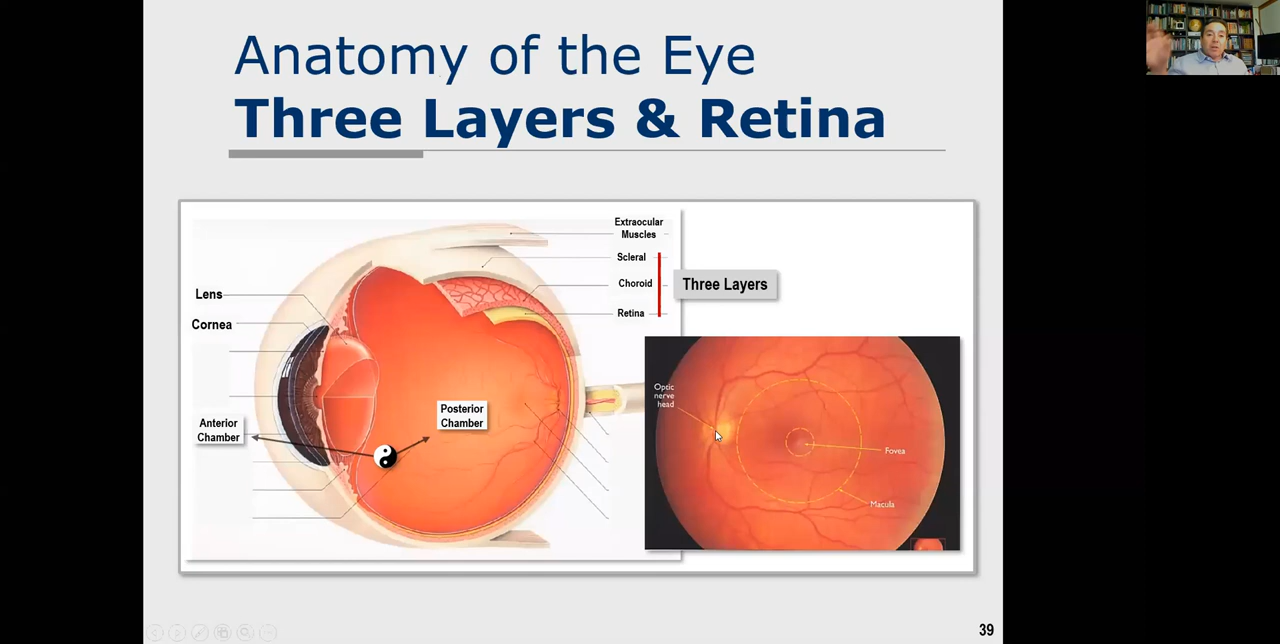 Anatomy of the Eye
Three Layers & Retina
Extraocular
Muscles
Scleral
Choroid
Retina
Three Layers
Lens
Cornea
Anterior
Chamber
Posterior
Chamber
Optic
nerve
head
Fovea
Macula
39